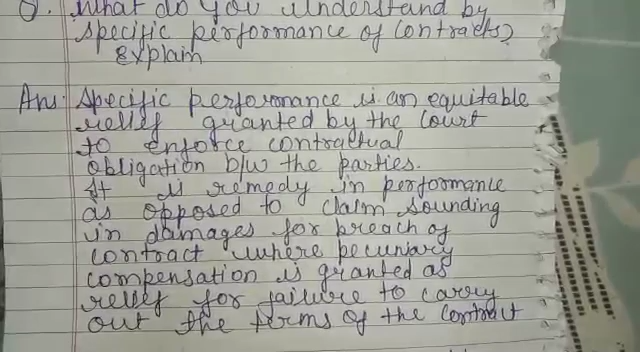 Q. What do you understand by
specific performance of contracts?
Explain
Ans. Specific performance is an equitable
relief granted by the court
to enforce contractual
obligation b/w the parties.
It is remedy in performance
as opposed to claim sounding
in damages for breach of
contract where pecuniary
compensation is granted as
relief for failure to carry
out the terms of the contract